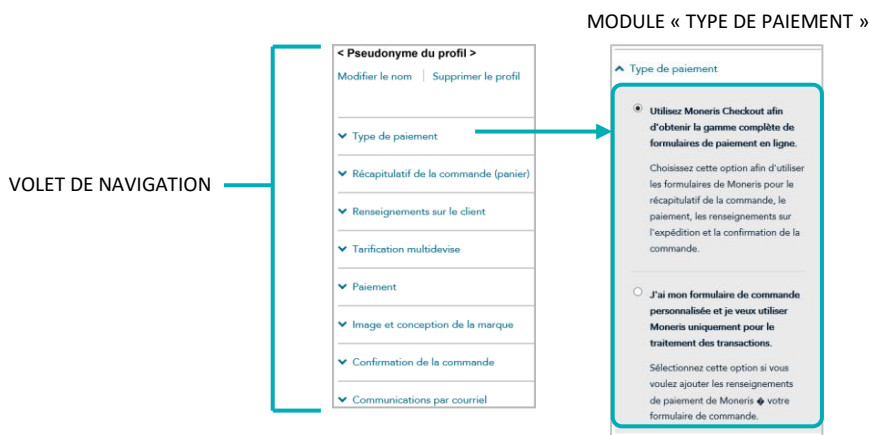 MODULE « TYPE DE PAIEMENT »
VOLET DE NAVIGATION
< Pseudonyme du profil >
Modifier le nom | Supprimer le profil
Type de paiement
Récapitulatif de la commande (panier)
Renseignements sur le client
Tarification multidevise
Paiement
Image et conception de la marque
Confirmation de la commande
Communications par courriel
Type de paiement
Utilisez Moneris Checkout afin
d'obtenir la gamme complète de
formulaires de paiement en ligne.
Choisissez cette option afin d'utiliser
les formulaires de Moneris pour le
récapitulatif de la commande, le
paiement, les renseignements sur
l'expédition et la confirmation de la
commande.
J'ai mon formulaire de commande
personnalisée et je veux utiliser
Moneris uniquement pour le
traitement des transactions.
Sélectionnez cette option si vous
voulez ajouter les renseignements
de paiement de Moneris � votre
formulaire de commande.